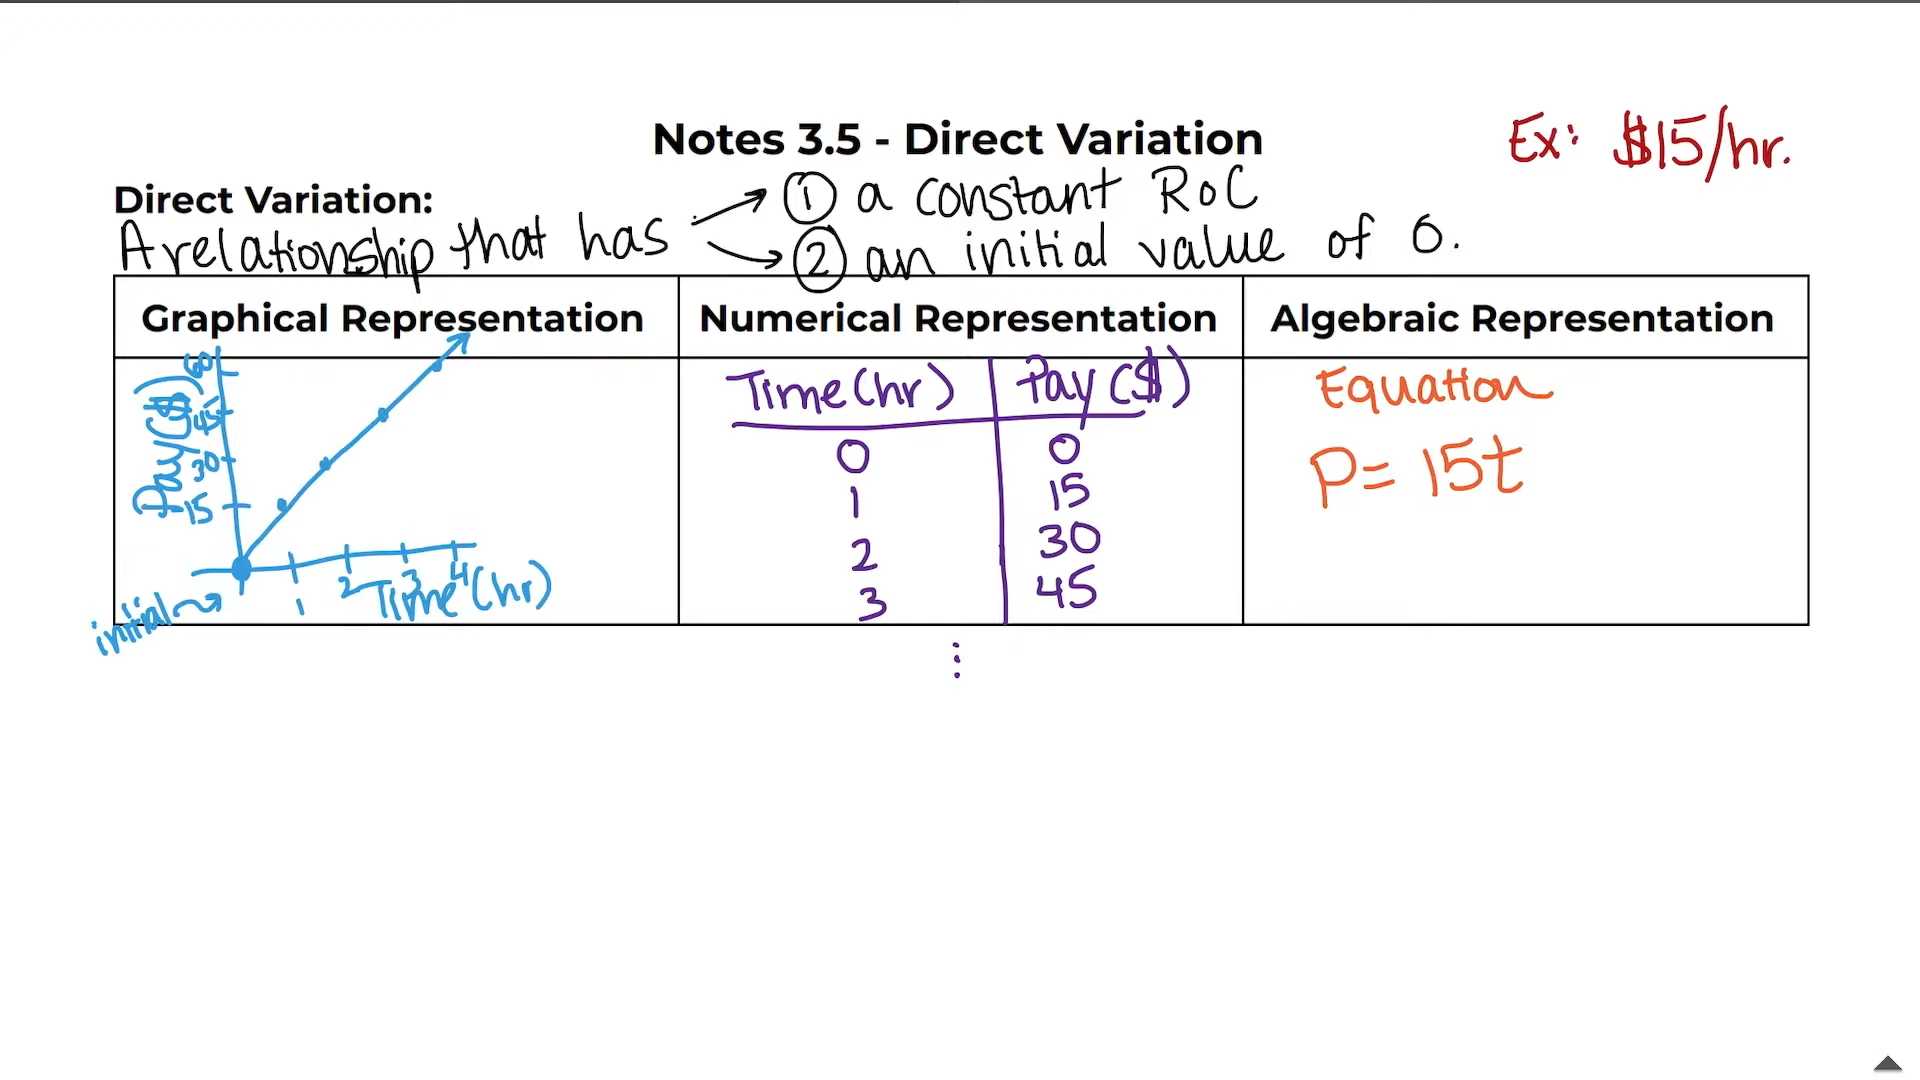 Notes 3.5 - Direct Variation
Ex: $15/hr.
Direct Variation:
A relationship that has
① a constant RoC
② an initial value of 0.
Graphical Representation
Numerical Representation
Algebraic Representation
Pay($)
60
45
30
15
1 2 3 4
Time (hr)
initial
Time(hr) Pay ($)
0 0
1 15
2 30
3 45
⋮
Equation
P = 15t